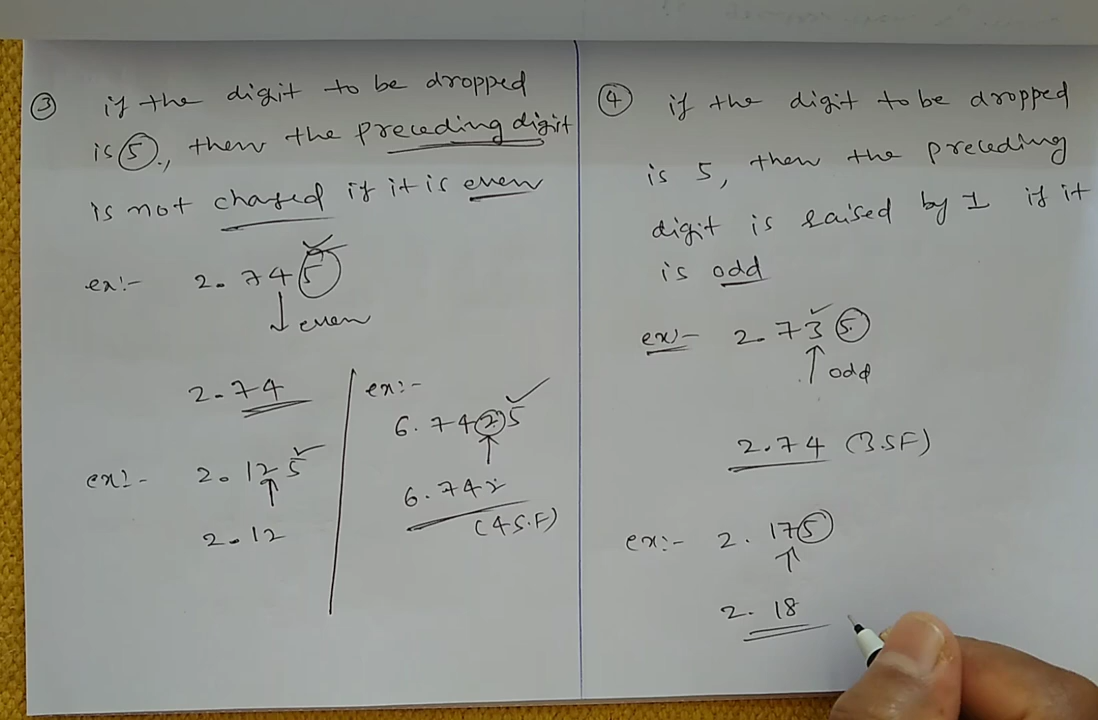 ③ if the digit to be dropped
is 5, then the preceding digit
is not chaged if it is even
ex:- 2.745
even
2.74
ex:- 2.125
2.12
ex:-
6.7425
6.742
(4 S.F)
④ if the digit to be dropped
is 5, then the preceding
digit is raised by 1 if it
is odd
ex:- 2.735
odd
2.74 (3.SF)
ex:- 2.175
2.18